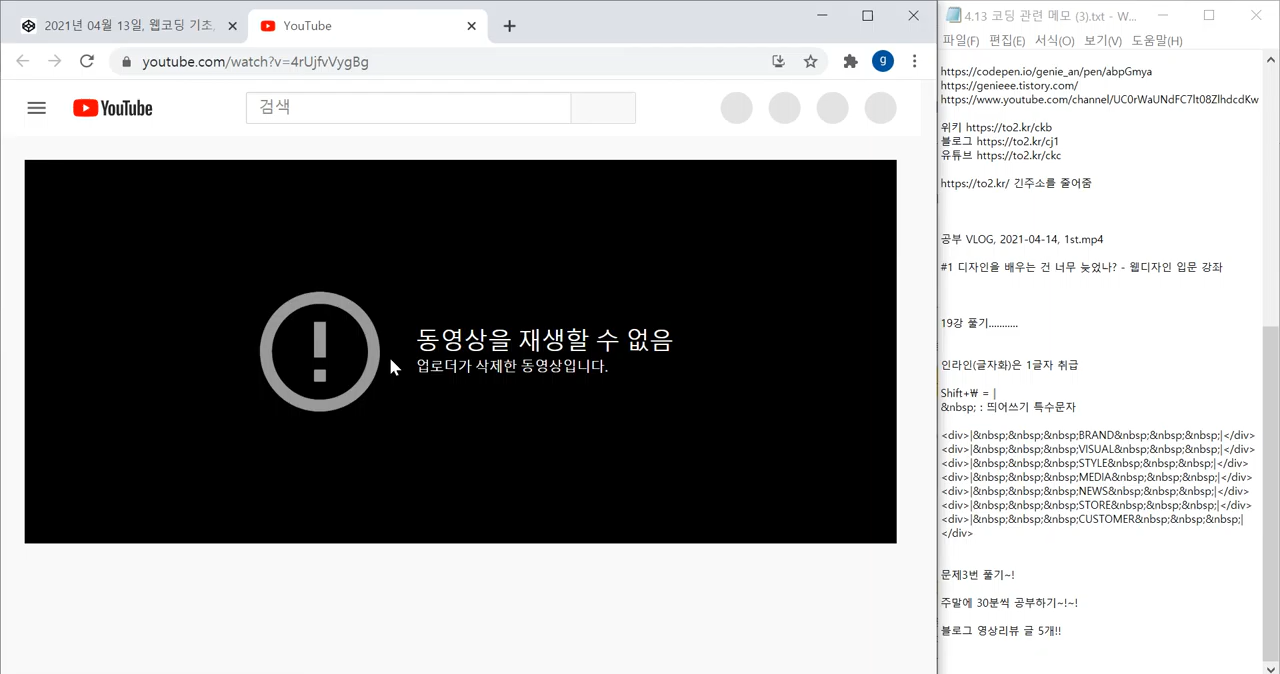 2021년 04월 13일, 웹코딩 기초,
YouTube
youtube.com/watch?v=4rUjfvVygBg
g
YouTube
검색
동영상을 재생할 수 없음
업로더가 삭제한 동영상입니다.
4.13 코딩 관련 메모 (3).txt - W...
파일(F) 편집(E) 서식(O) 보기(V) 도움말(H)
https://codepen.io/genie_an/pen/abpGmya
https://genieee.tistory.com/
https://www.youtube.com/channel/UC0rWaUNdFC7lt08ZlhdcdKw
위키 https://to2.kr/ckb
블로그 https://to2.kr/cj1
유튜브 https://to2.kr/ckc
https://to2.kr/ 긴주소를 줄어줌
공부 VLOG, 2021-04-14, 1st.mp4
#1 디자인을 배우는 건 너무 늦었나? - 웹디자인 입문 강좌
19강 풀기...........
인라인(글자화)은 1글자 취급
Shift+₩ = |
&nbsp; : 띄어쓰기 특수문자
<div>|&nbsp;&nbsp;&nbsp;BRAND&nbsp;&nbsp;&nbsp;|</div>
<div>|&nbsp;&nbsp;&nbsp;VISUAL&nbsp;&nbsp;&nbsp;|</div>
<div>|&nbsp;&nbsp;&nbsp;STYLE&nbsp;&nbsp;&nbsp;|</div>
<div>|&nbsp;&nbsp;&nbsp;MEDIA&nbsp;&nbsp;&nbsp;|</div>
<div>|&nbsp;&nbsp;&nbsp;NEWS&nbsp;&nbsp;&nbsp;|</div>
<div>|&nbsp;&nbsp;&nbsp;STORE&nbsp;&nbsp;&nbsp;|</div>
<div>|&nbsp;&nbsp;&nbsp;CUSTOMER&nbsp;&nbsp;&nbsp;|
</div>
문제3번 풀기~!
주말에 30분씩 공부하기~!~!
블로그 영상리뷰 글 5개!!